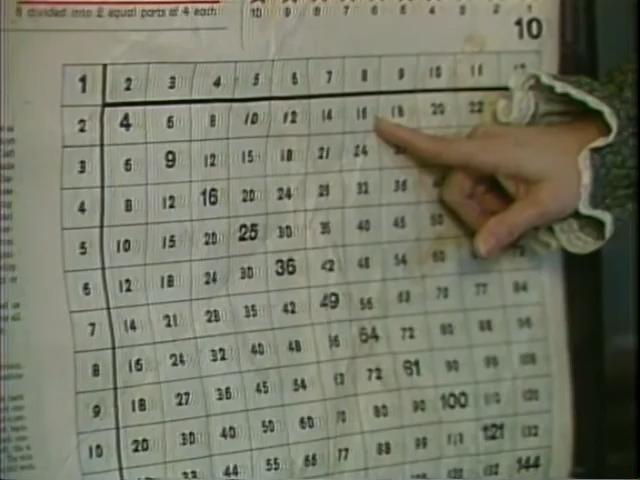 8 divided into 2 equal parts of 4 each
10 9 8 7 6 5 4 3 2 1
10
1 2 3 4 5 6 7 8 9 10 11
2 4 6 8 10 12 14 16 18 20 22
3 6 9 12 15 18 21 24
4 8 12 16 20 24 28 32 36
5 10 15 20 25 30 35 40 45 50
6 12 18 24 30 36 42 48 54 60 72
7 14 21 28 35 42 49 56 63 70 77 84
8 16 24 32 40 48 56 64 72 80 88 96
9 18 27 36 45 54 63 72 81 90 99 108
10 20 30 40 50 60 70 80 90 100 110 120
33 44 55 66 77 88 99 110 121 132
108 120 132 144